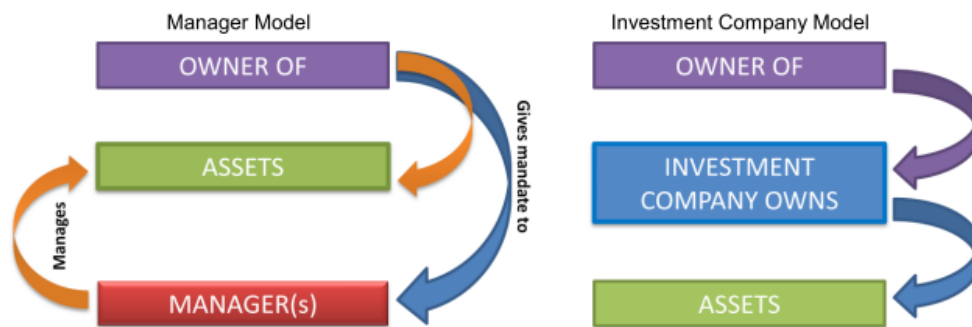 Manager Model
OWNER OF
ASSETS
MANAGER(s)
Manages
Gives mandate to
Investment Company Model
OWNER OF
INVESTMENT
COMPANY OWNS
ASSETS